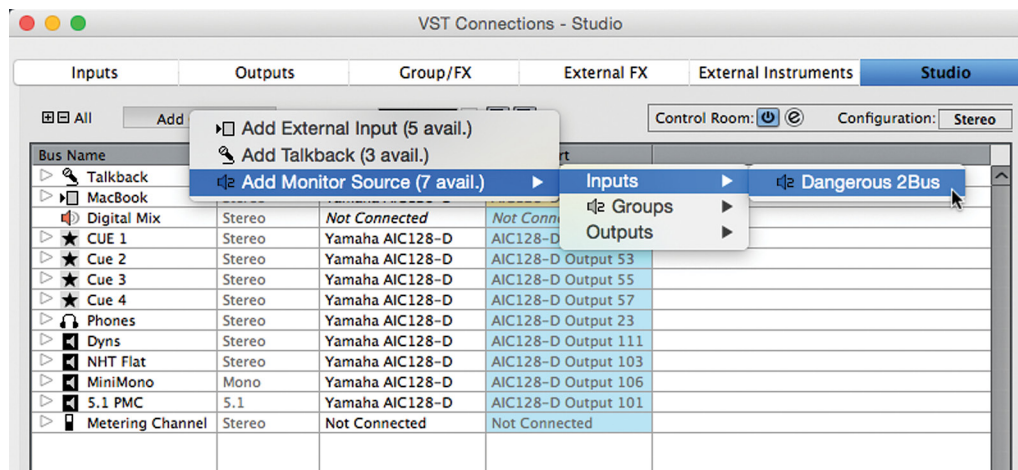 VST Connections - Studio
Inputs Outputs Group/FX External FX External Instruments Studio
All Add Control Room: Configuration: Stereo
Add External Input (5 avail.)
Add Talkback (3 avail.)
Add Monitor Source (7 avail.) Inputs Dangerous 2Bus
Groups
Outputs
Bus Name
Talkback
MacBook
Digital Mix Stereo Not Connected
CUE 1 Stereo Yamaha AIC128-D
Cue 2 Stereo Yamaha AIC128-D AIC128-D Output 53
Cue 3 Stereo Yamaha AIC128-D AIC128-D Output 55
Cue 4 Stereo Yamaha AIC128-D AIC128-D Output 57
Phones Stereo Yamaha AIC128-D AIC128-D Output 23
Dyns Stereo Yamaha AIC128-D AIC128-D Output 111
NHT Flat Stereo Yamaha AIC128-D AIC128-D Output 103
MiniMono Mono Yamaha AIC128-D AIC128-D Output 106
5.1 PMC 5.1 Yamaha AIC128-D AIC128-D Output 101
Metering Channel Stereo Not Connected Not Connected